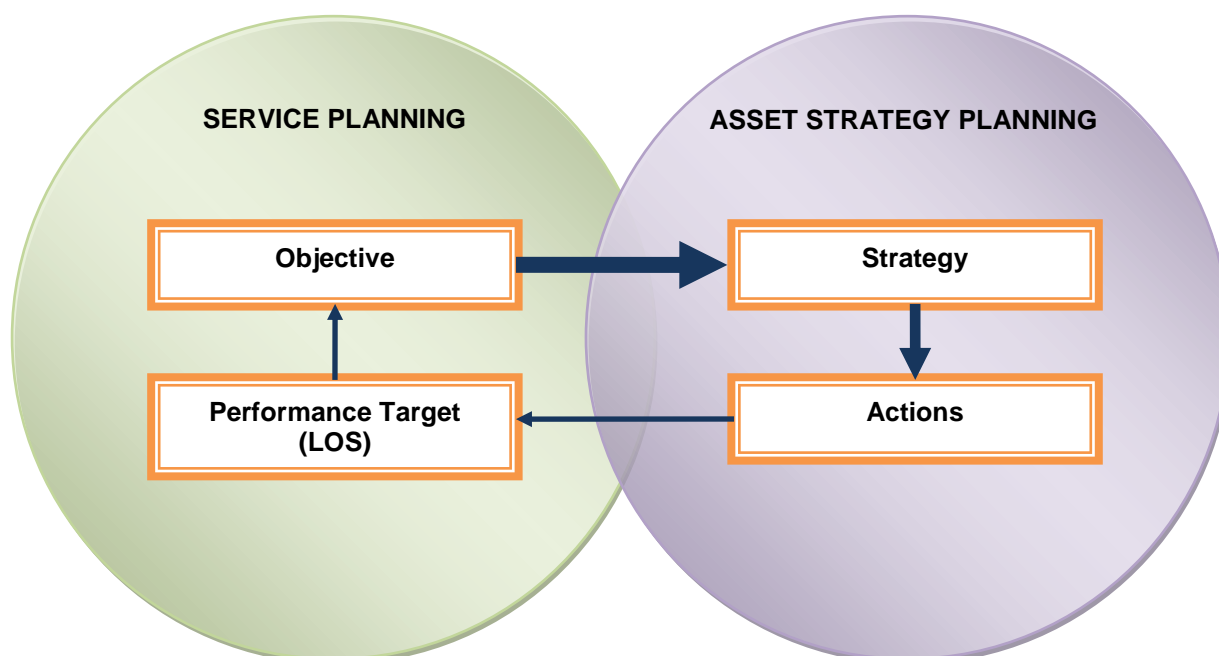 SERVICE PLANNING
ASSET STRATEGY PLANNING
Objective
Strategy
Performance Target
(LOS)
Actions